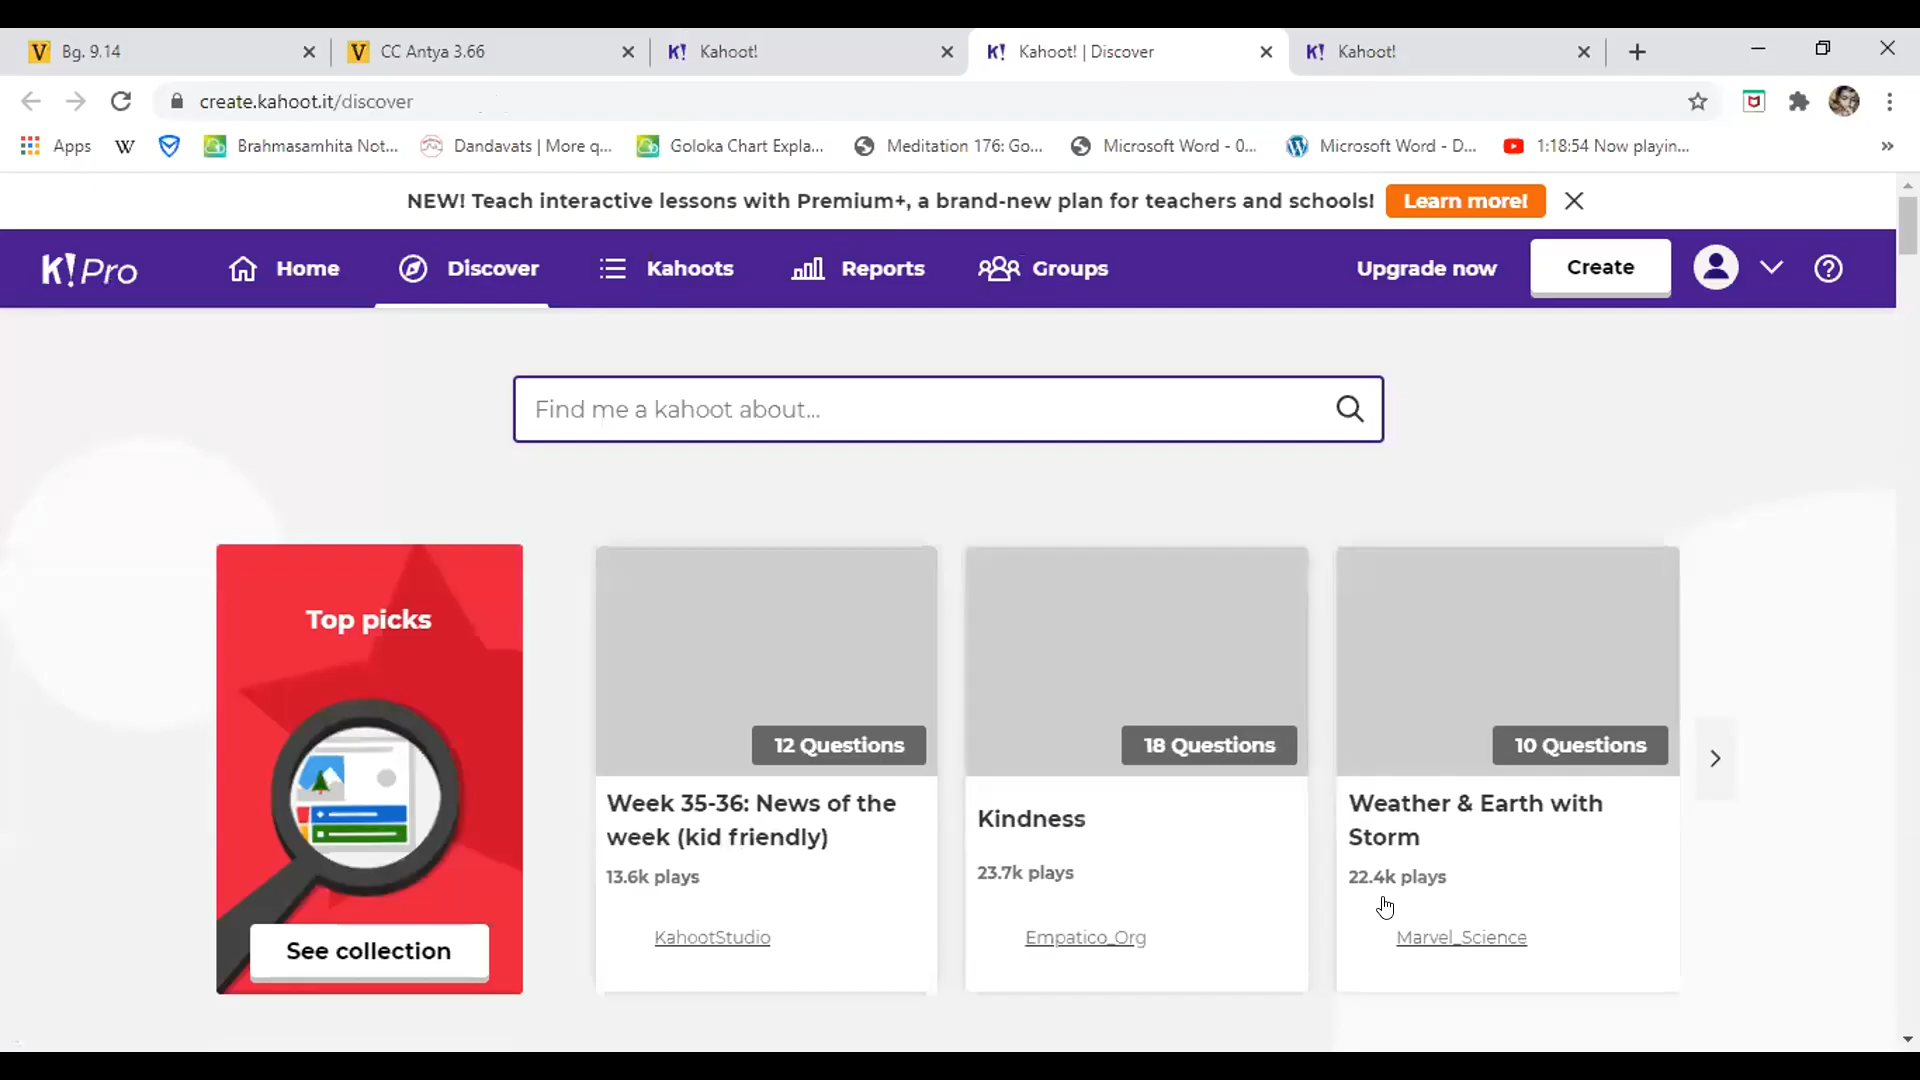 Bg. 9.14
CC Antya 3.66
Kahoot!
Kahoot! | Discover
Kahoot!
create.kahoot.it/discover
Apps
Brahmasamhita Not...
Dandavats | More q...
Goloka Chart Expla...
Meditation 176: Go...
Microsoft Word - 0...
Microsoft Word - D...
1:18:54 Now playin...
NEW! Teach interactive lessons with Premium+, a brand-new plan for teachers and schools!
Learn more!
K! Pro
Home
Discover
Kahoots
Reports
Groups
Upgrade now
Create
Find me a kahoot about...
Top picks
See collection
12 Questions
Week 35-36: News of the
week (kid friendly)
13.6k plays
KahootStudio
18 Questions
Kindness
23.7k plays
Empatico_Org
10 Questions
Weather & Earth with
Storm
22.4k plays
Marvel_Science